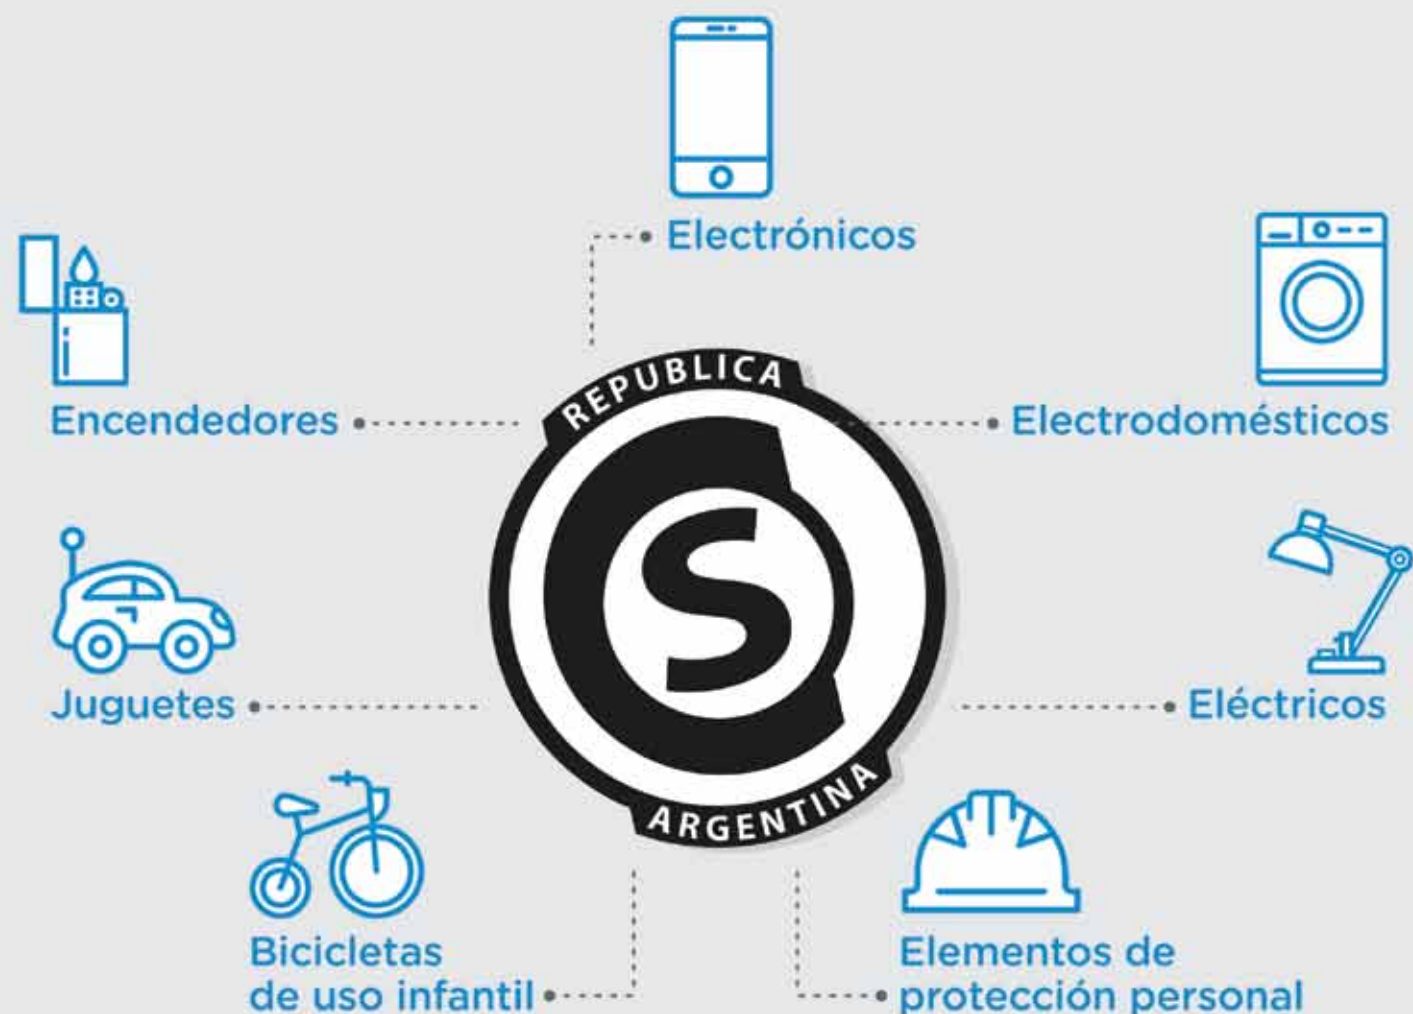 Electrónicos
Encendedores
Electrodomésticos
REPUBLICA
S
ARGENTINA
Juguetes
Eléctricos
Bicicletas
de uso infantil
Elementos de
protección personal